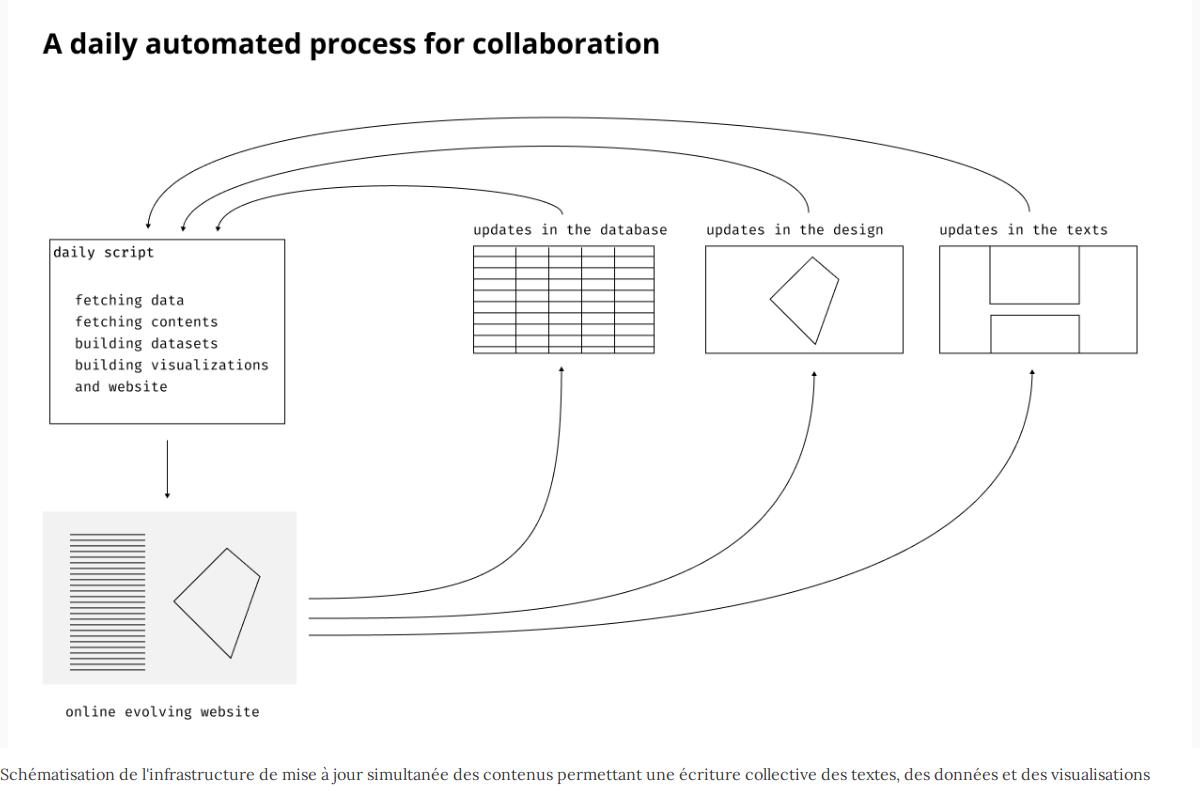 A daily automated process for collaboration
updates in the database
updates in the design
updates in the texts
daily script
fetching data
fetching contents
building datasets
building visualizations
and website
online evolving website
Schématisation de l'infrastructure de mise à jour simultanée des contenus permettant une écriture collective des textes, des données et des visualisations